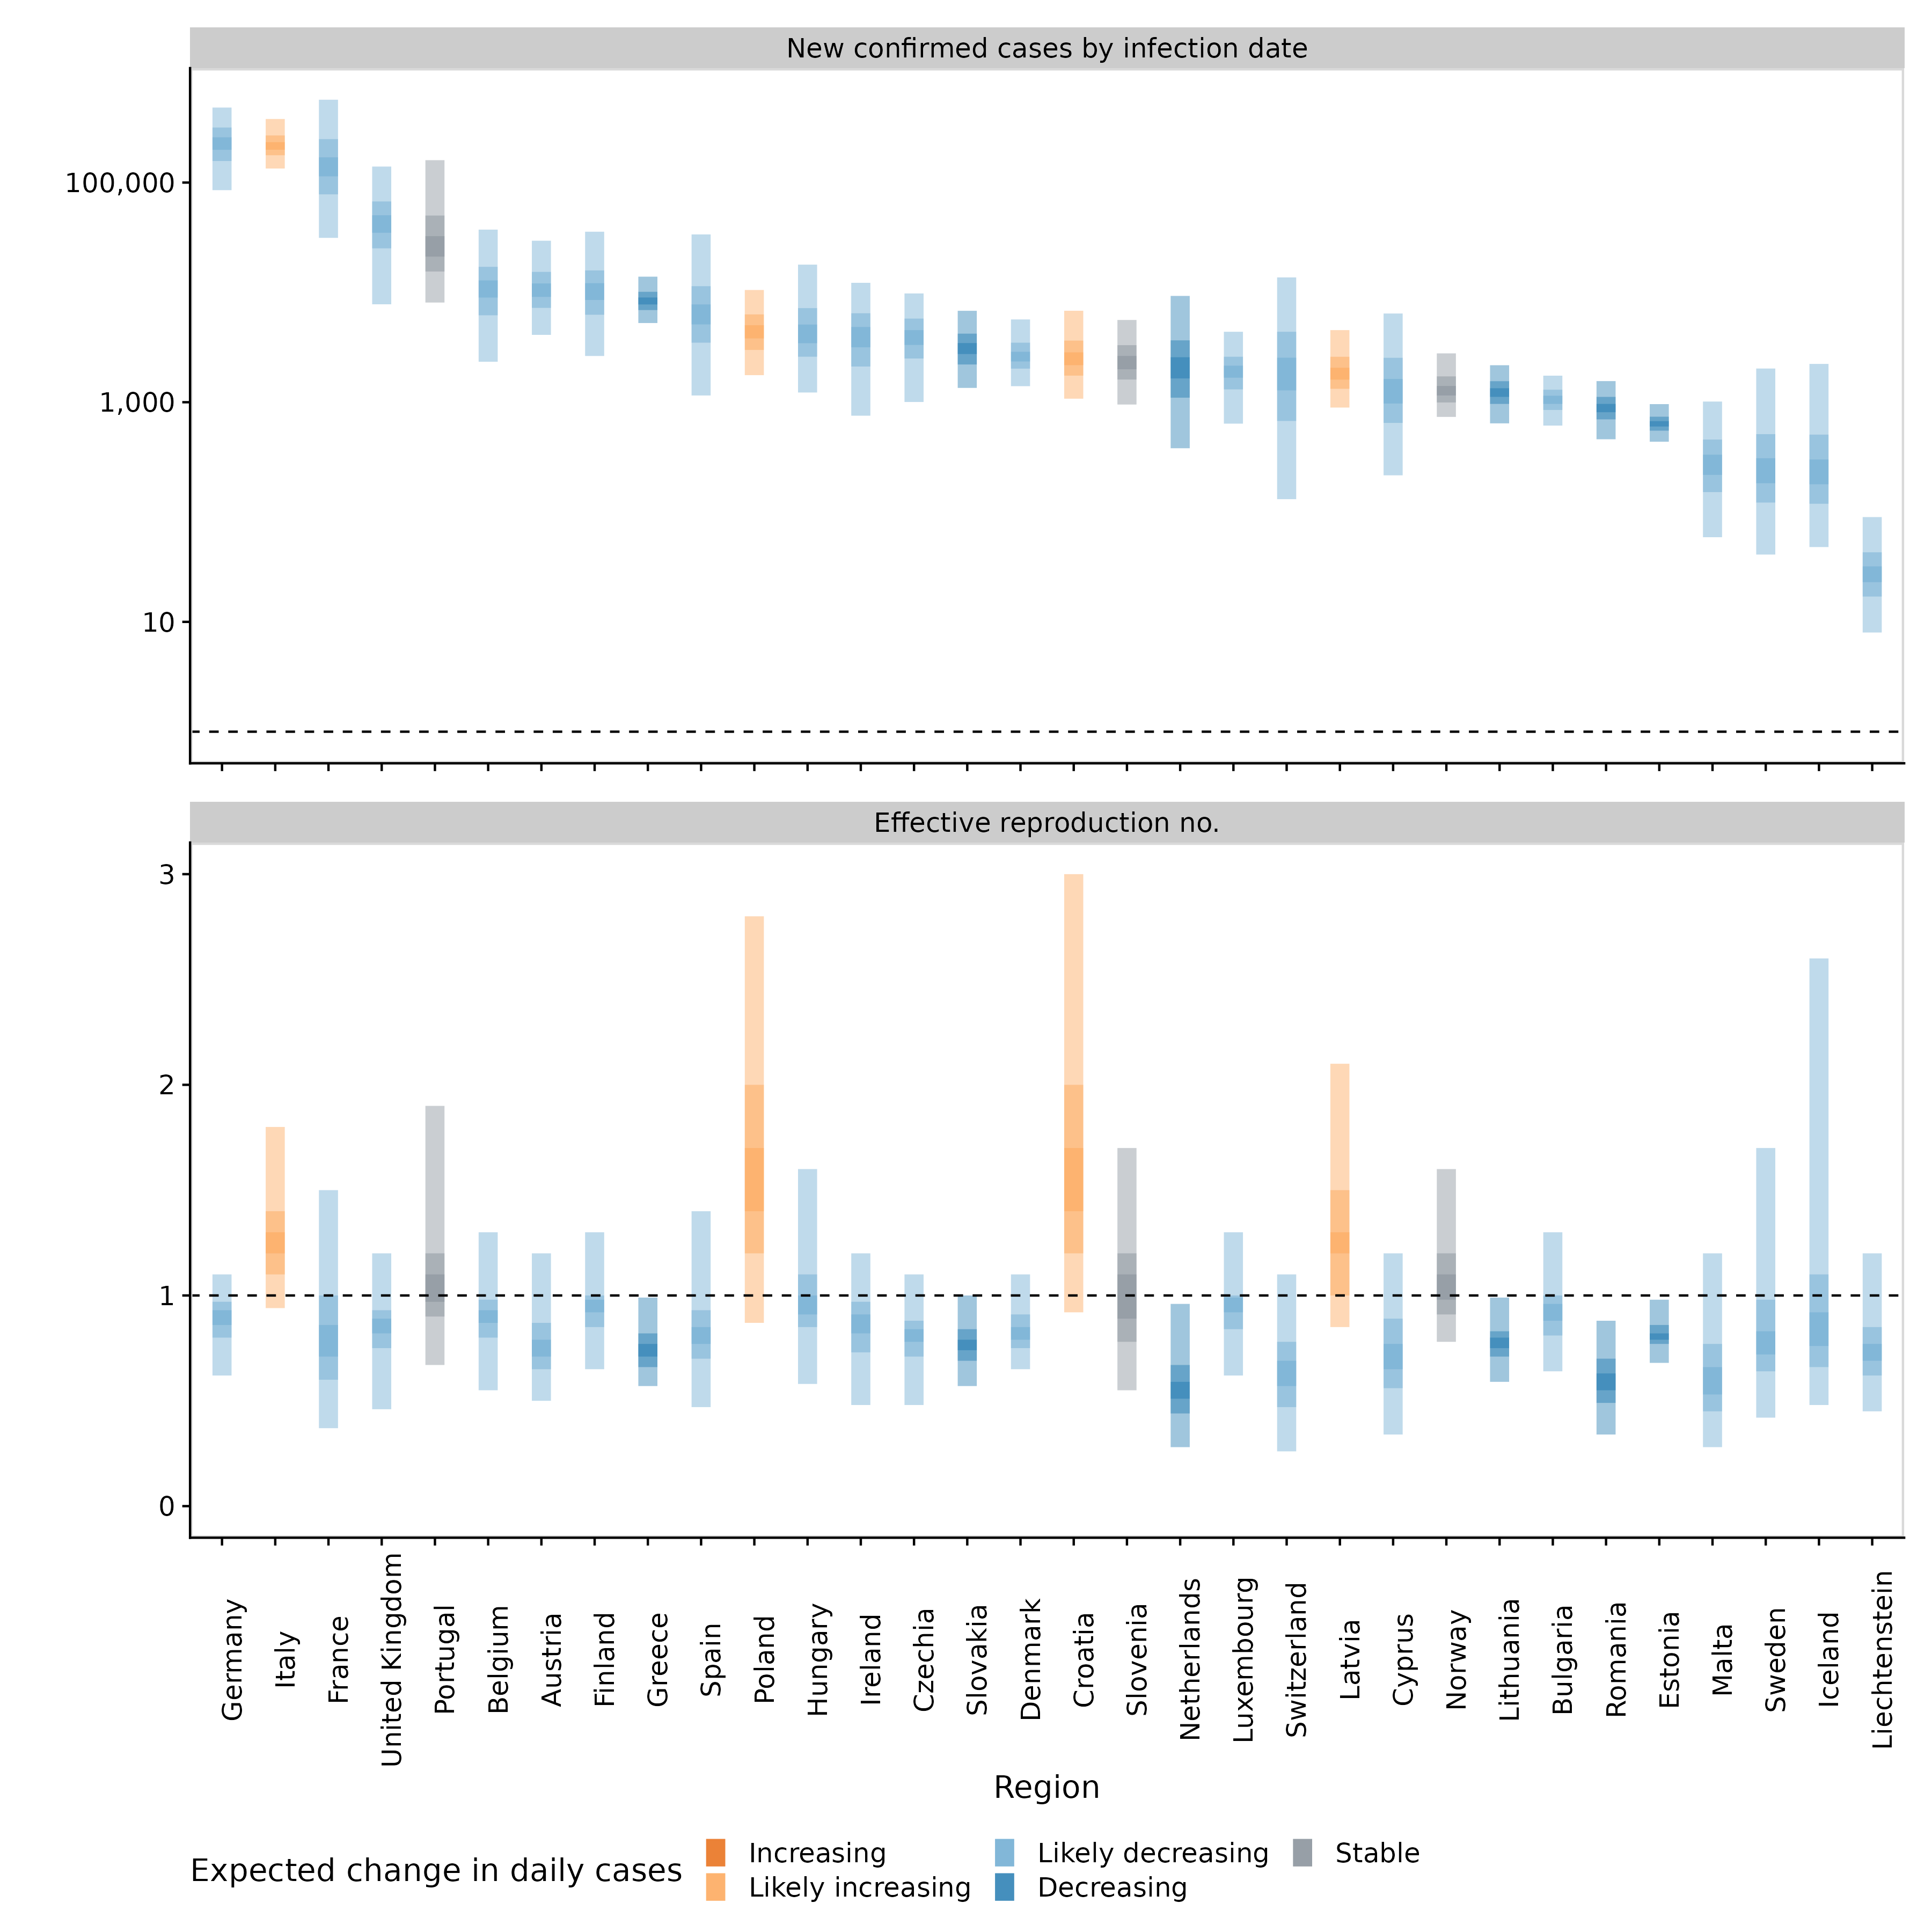 New confirmed cases by infection date
100,000
1,000
10
Effective reproduction no.
3
2
1
0
Germany
Italy
France
United Kingdom
Portugal
Belgium
Austria
Finland
Greece
Spain
Poland
Hungary
Ireland
Czechia
Slovakia
Denmark
Croatia
Slovenia
Netherlands
Luxembourg
Switzerland
Latvia
Cyprus
Norway
Lithuania
Bulgaria
Romania
Estonia
Malta
Sweden
Iceland
Liechtenstein
Region
Expected change in daily cases
Increasing
Likely increasing
Likely decreasing
Decreasing
Stable